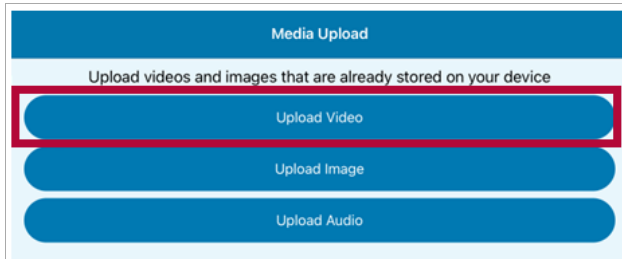 Media Upload
Upload videos and images that are already stored on your device
Upload Video
Upload Image
Upload Audio